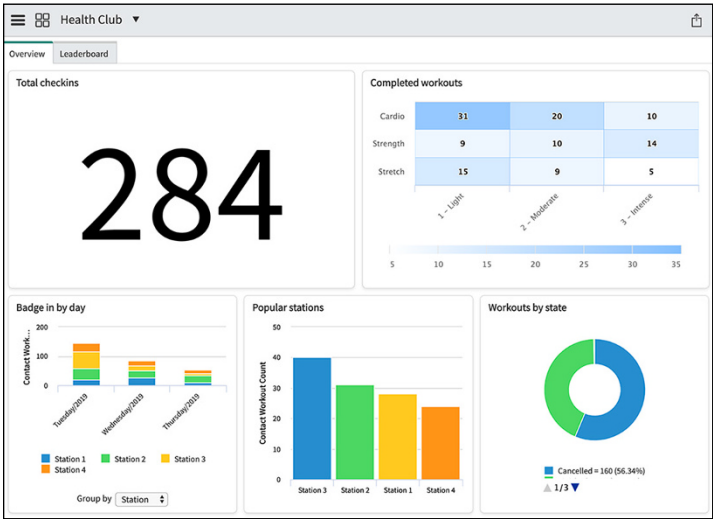 Health Club ▼
Overview Leaderboard
Total checkins
284
Completed workouts
Cardio 31 20 10
Strength 9 10 14
Stretch 15 9 5
1 - Light 2 - Moderate 3 - Intense
5 10 15 20 25 30 35
Badge in by day
Contact Work...
200
100
0
Tuesday/2019 Wednesday/2019 Thursday/2019
Station 1 Station 2 Station 3
Station 4
Group by Station
Popular stations
Contact Workout Count
50
40
30
20
10
0
Station 3 Station 2 Station 1 Station 4
Workouts by state
Cancelled = 160 (56.34%)
1/3